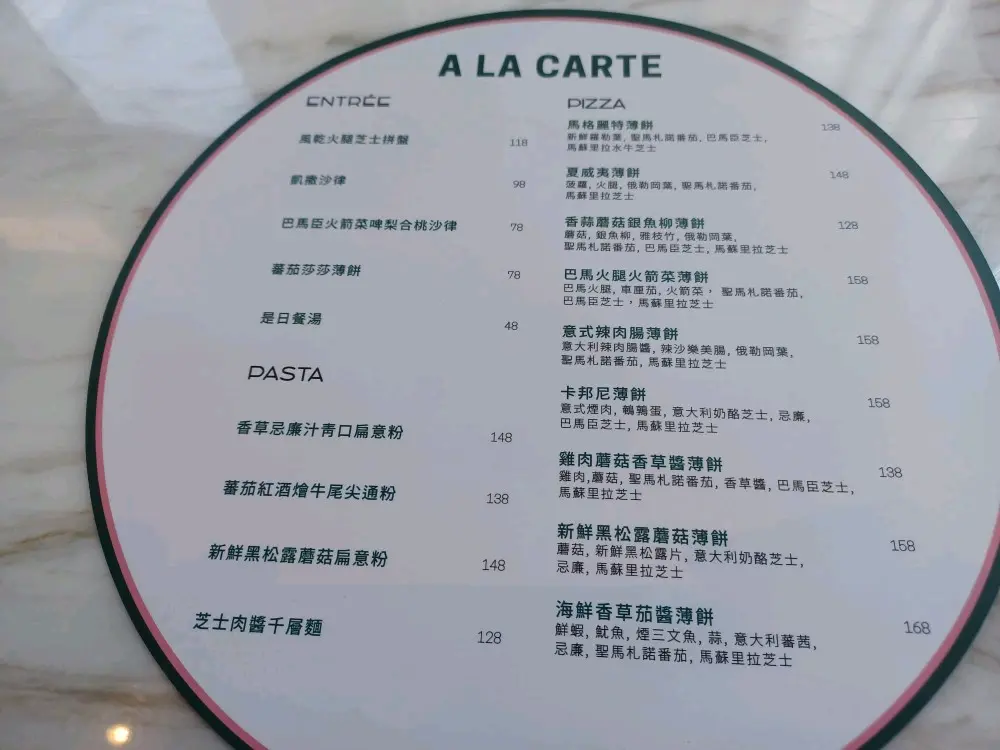 A LA CARTE
ENTRÉE
風乾火腿芝士拼盤 118
凱撒沙律 98
巴馬臣火箭菜啤梨合桃沙律 78
蕃茄莎莎薄餅 78
是日餐湯 48
PASTA
香草忌廉汁青口扁意粉 148
蕃茄紅酒燴牛尾尖通粉 138
新鮮黑松露蘑菇扁意粉 148
芝士肉醬千層麵 128
PIZZA
馬格麗特薄餅 138
新鮮羅勒葉, 聖馬札諾番茄, 巴馬臣芝士,
馬蘇里拉水牛芝士
夏威夷薄餅 148
菠蘿, 火腿, 俄勒岡葉, 聖馬札諾番茄,
馬蘇里拉芝士
香蒜蘑菇銀魚柳薄餅 128
蘑菇, 銀魚柳, 雅枝竹, 俄勒岡葉,
聖馬札諾番茄, 巴馬臣芝士, 馬蘇里拉芝士
巴馬火腿火箭菜薄餅 158
巴馬火腿, 車厘茄, 火箭菜， 聖馬札諾番茄,
巴馬臣芝士，馬蘇里拉芝士
意式辣肉腸薄餅 158
意大利辣肉腸醬, 辣沙樂美腸, 俄勒岡葉,
聖馬札諾番茄, 馬蘇里拉芝士
卡邦尼薄餅 158
意式煙肉, 鵪鶉蛋, 意大利奶酪芝士, 忌廉,
巴馬臣芝士, 馬蘇里拉芝士
雞肉蘑菇香草醬薄餅 138
雞肉,蘑菇, 聖馬札諾番茄, 香草醬, 巴馬臣芝士,
馬蘇里拉芝士
新鮮黑松露蘑菇薄餅 158
蘑菇, 新鮮黑松露片, 意大利奶酪芝士,
忌廉, 馬蘇里拉芝士
海鮮香草茄醬薄餅 168
鮮蝦, 魷魚, 煙三文魚, 蒜, 意大利蕃茜,
忌廉, 聖馬札諾番茄, 馬蘇里拉芝士